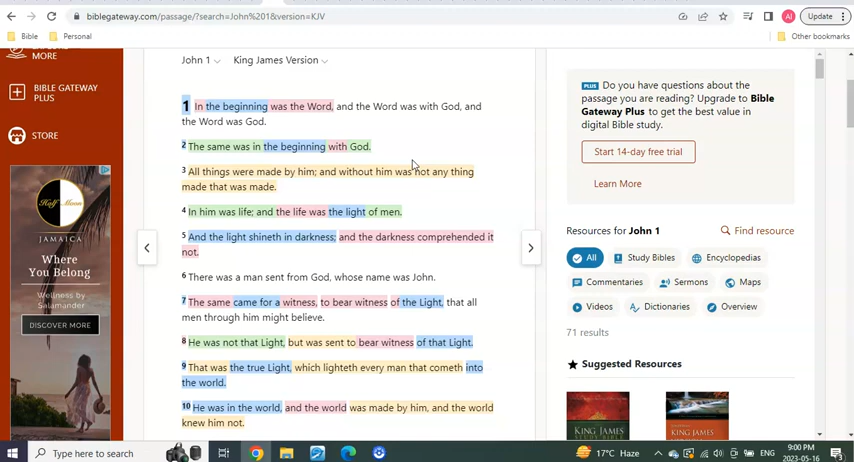 biblegateway.com/passage/?search=John%201&version=KJV
AI
Update
Bible
Personal
Other bookmarks
EXPLORE
MORE
BIBLE GATEWAY
PLUS
STORE
Half Moon
JAMAICA
Where
You Belong
Wellness by
Salamander
DISCOVER MORE
John 1
King James Version
1 In the beginning was the Word, and the Word was with God, and
the Word was God.
2 The same was in the beginning with God.
3 All things were made by him; and without him was not any thing
made that was made.
4 In him was life; and the life was the light of men.
5 And the light shineth in darkness; and the darkness comprehended it
not.
6 There was a man sent from God, whose name was John.
7 The same came for a witness, to bear witness of the Light, that all
men through him might believe.
8 He was not that Light, but was sent to bear witness of that Light.
9 That was the true Light, which lighteth every man that cometh into
the world.
10 He was in the world, and the world was made by him, and the world
knew him not.
PLUS Do you have questions about the
passage you are reading? Upgrade to Bible
Gateway Plus to get the best value in
digital Bible study.
Start 14-day free trial
Learn More
Resources for John 1
Find resource
All
Study Bibles
Encyclopedias
Commentaries
Sermons
Maps
Videos
Dictionaries
Overview
71 results
Suggested Resources
KING JAMES
Type here to search
17°C Haze
ENG
9:00 PM
2023-05-16